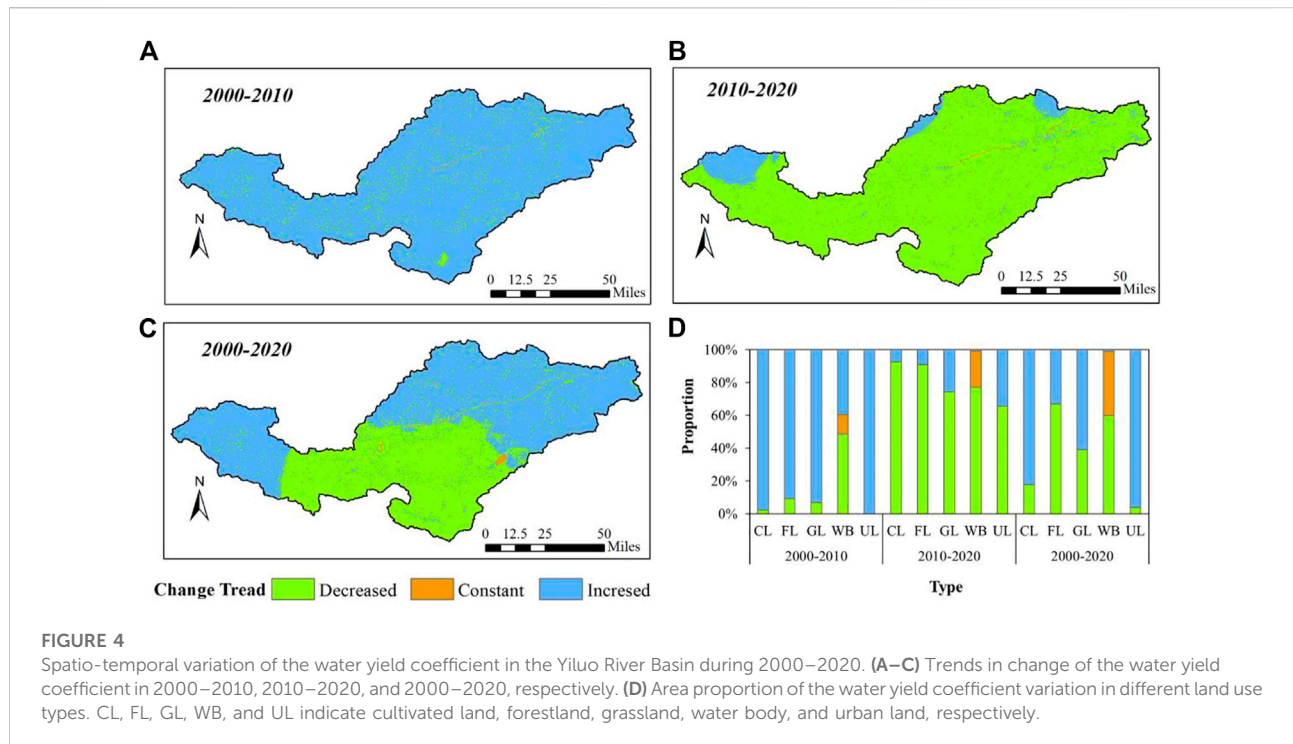 A
2000-2010
N
0 12.5 25 50
Miles
B
2010-2020
N
0 12.5 25 50
Miles
C
2000-2020
N
0 12.5 25 50
Miles
D
100%
80%
60%
40%
20%
0%
Proportion
CL FL GL WB UL CL FL GL WB UL CL FL GL WB UL
2000-2010 2010-2020 2000-2020
Type
Change Tread Decreased Constant Incresed
FIGURE 4
Spatio-temporal variation of the water yield coefficient in the Yiluo River Basin during 2000–2020. (A–C) Trends in change of the water yield
coefficient in 2000–2010, 2010–2020, and 2000–2020, respectively. (D) Area proportion of the water yield coefficient variation in different land use
types. CL, FL, GL, WB, and UL indicate cultivated land, forestland, grassland, water body, and urban land, respectively.